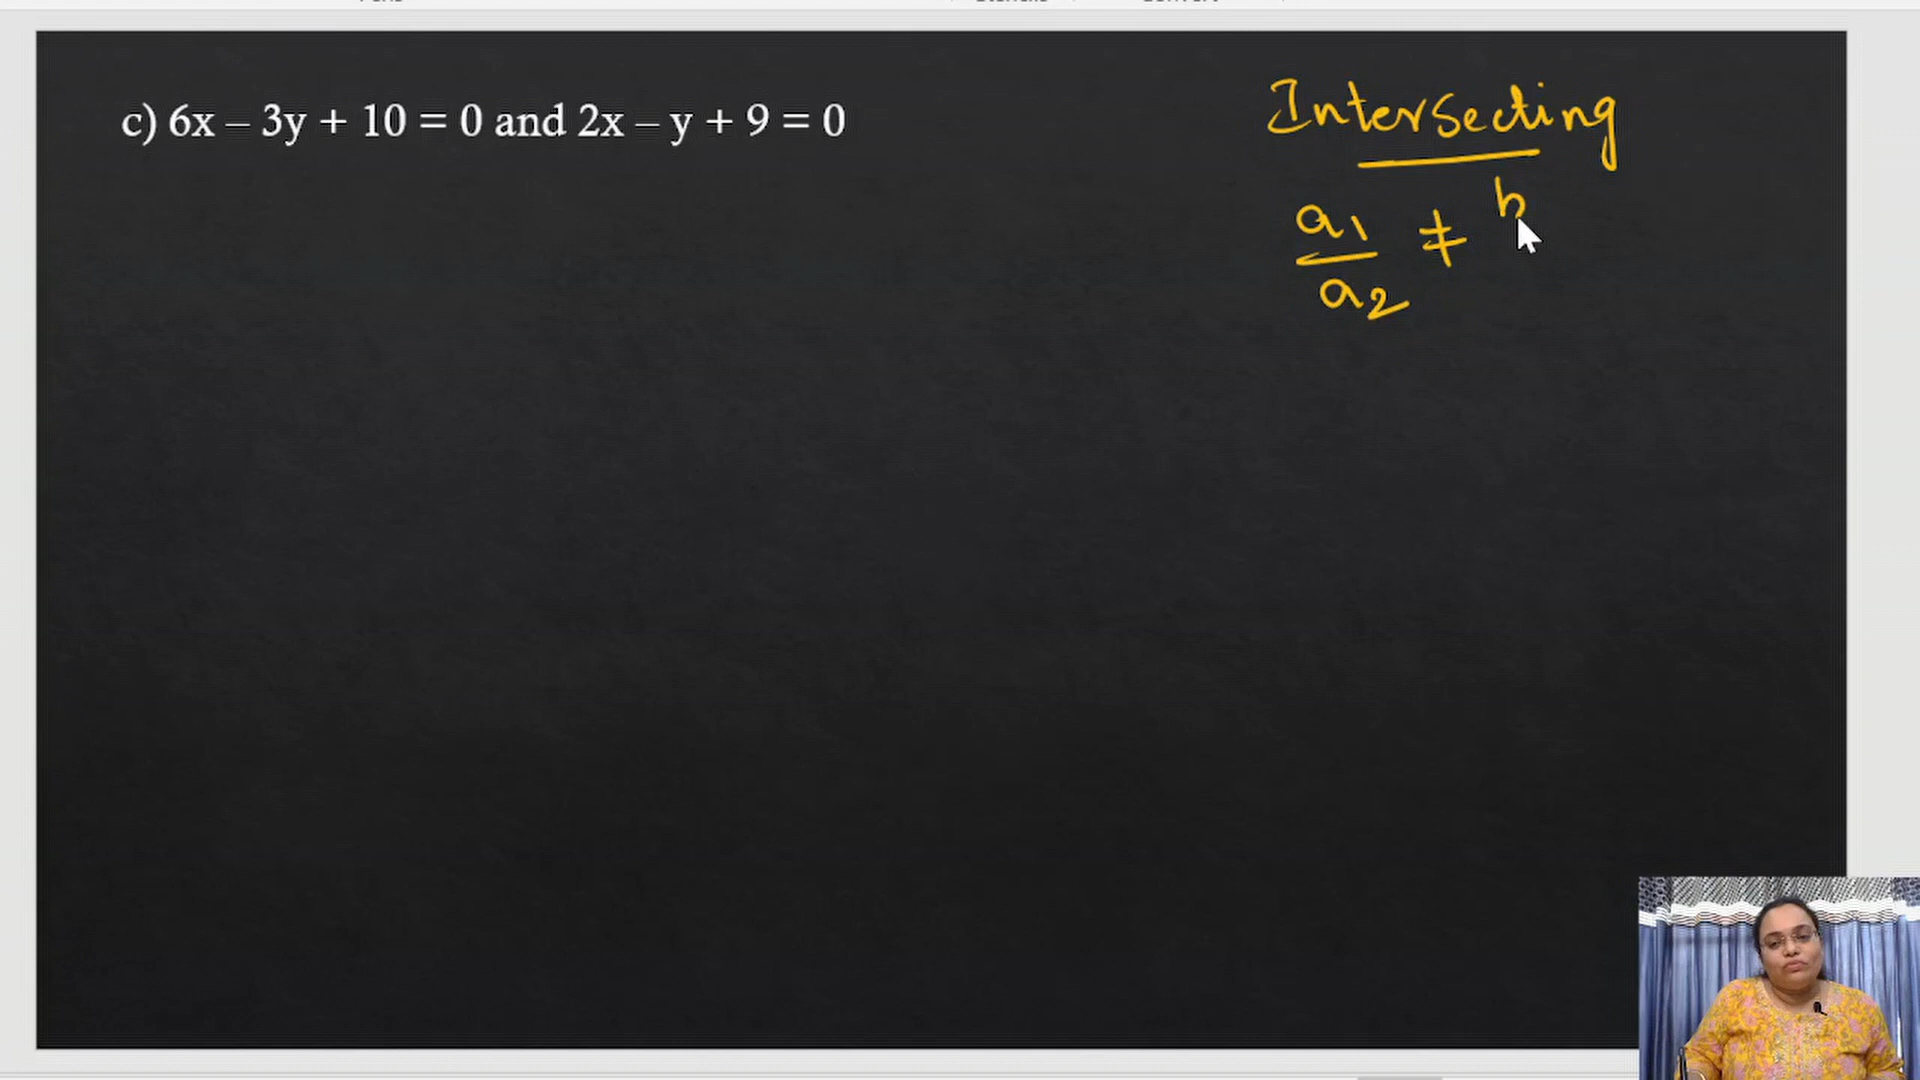 c) 6x – 3y + 10 = 0 and 2x – y + 9 = 0
Intersecting
a1/a2 ≠ b